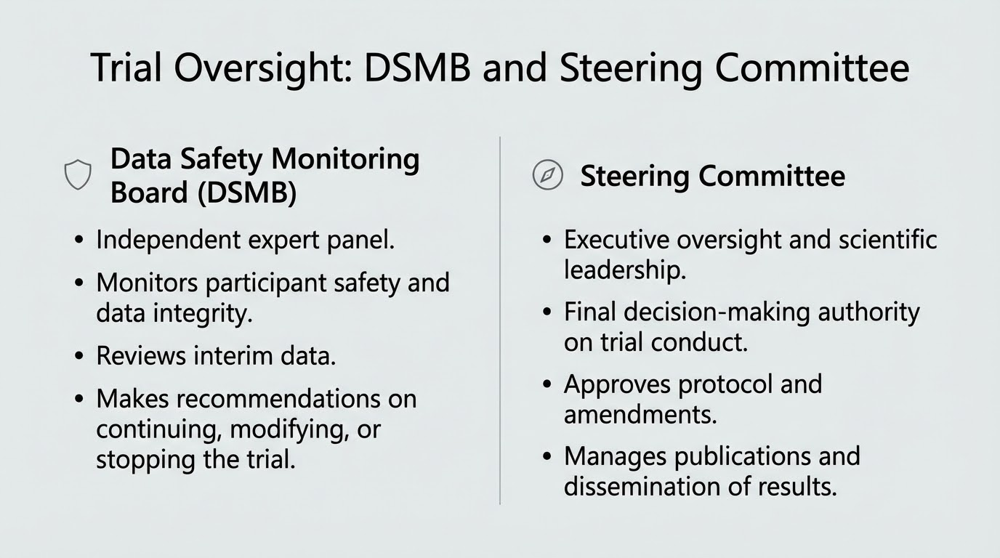 Trial Oversight: DSMB and Steering Committee
Data Safety Monitoring
Board (DSMB)
• Independent expert panel.
• Monitors participant safety and
data integrity.
• Reviews interim data.
• Makes recommendations on
continuing, modifying, or
stopping the trial.
Steering Committee
• Executive oversight and scientific
leadership.
• Final decision-making authority
on trial conduct.
• Approves protocol and
amendments.
• Manages publications and
dissemination of results.